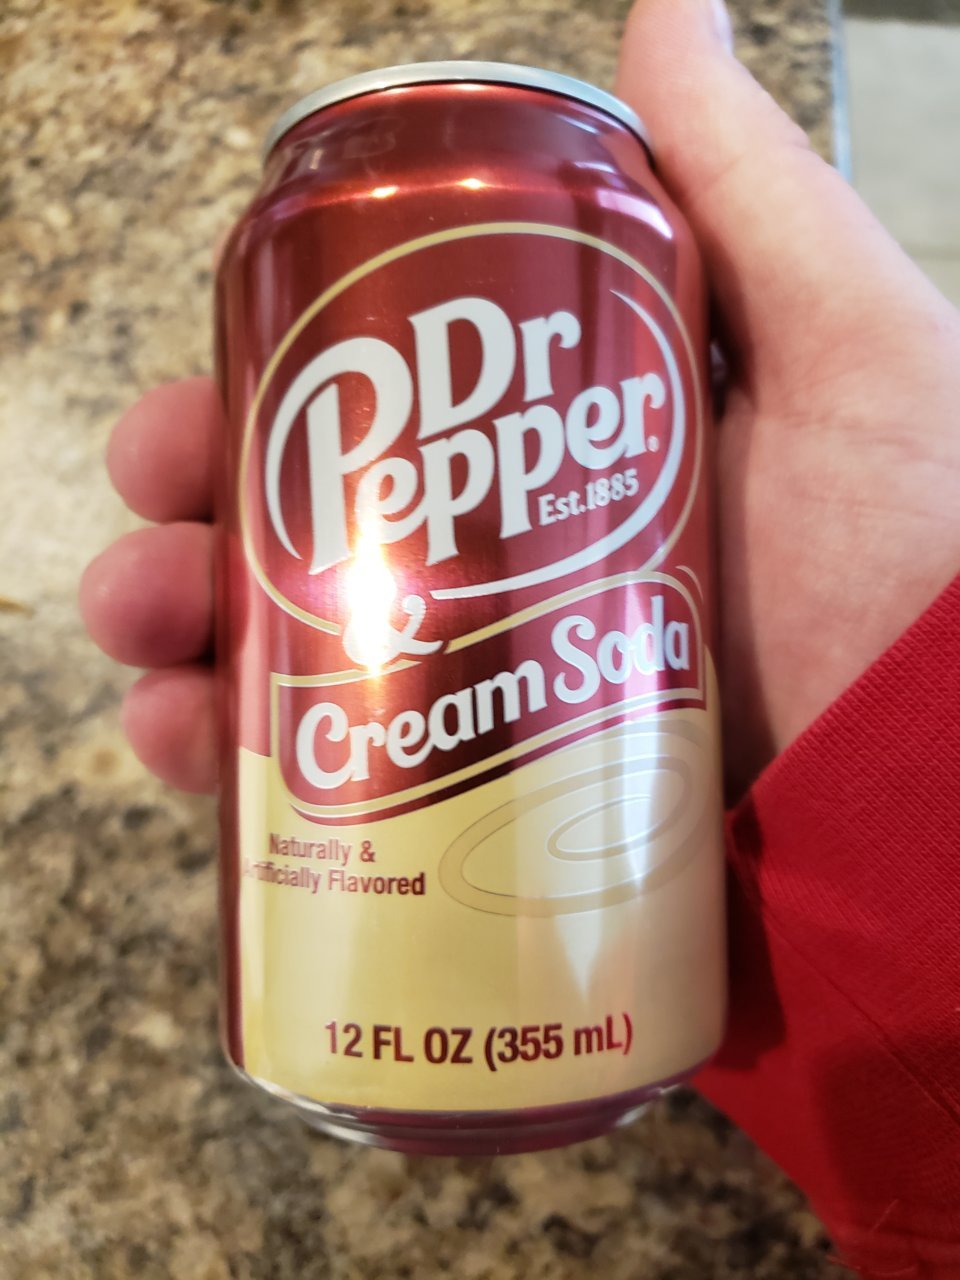 Dr
Pepper®
Est.1885
&
Cream Soda
Naturally &
Artificially Flavored
12 FL OZ (355 mL)